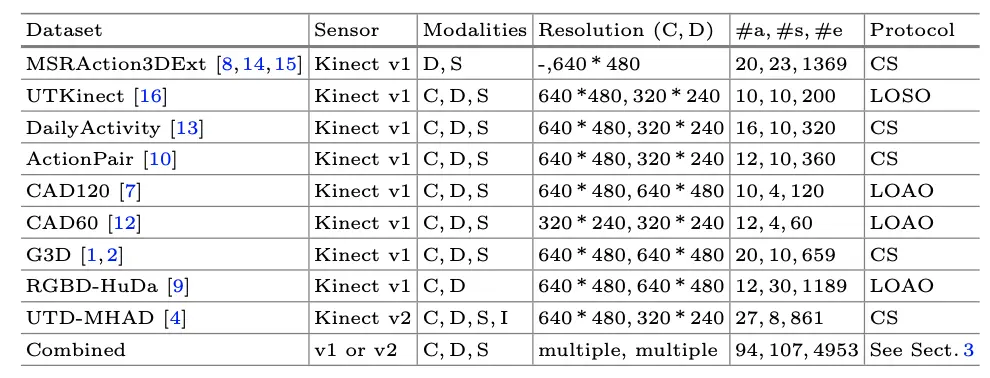 Dataset Sensor Modalities Resolution (C, D) #a, #s, #e Protocol
MSRAction3DExt [8, 14, 15] Kinect v1 D, S -,640 * 480 20, 23, 1369 CS
UTKinect [16] Kinect v1 C, D, S 640 *480, 320 * 240 10, 10, 200 LOSO
DailyActivity [13] Kinect v1 C, D, S 640 * 480, 320 * 240 16, 10, 320 CS
ActionPair [10] Kinect v1 C, D, S 640 * 480, 320 * 240 12, 10, 360 CS
CAD120 [7] Kinect v1 C, D, S 640 * 480, 640 * 480 10, 4, 120 LOAO
CAD60 [12] Kinect v1 C, D, S 320 * 240, 320 * 240 12, 4, 60 LOAO
G3D [1, 2] Kinect v1 C, D, S 640 * 480, 640 * 480 20, 10, 659 CS
RGBD-HuDa [9] Kinect v1 C, D 640 * 480, 640 * 480 12, 30, 1189 LOAO
UTD-MHAD [4] Kinect v2 C, D, S, I 640 * 480, 320 * 240 27, 8, 861 CS
Combined v1 or v2 C, D, S multiple, multiple 94, 107, 4953 See Sect. 3